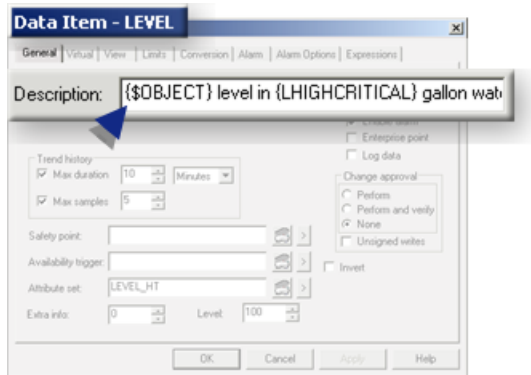 Data Item - LEVEL
General Virtual View Limits Conversion Alarm Alarm Options Expressions
Description: {$OBJECT} level in {LHIGHCRITICAL} gallon wat
Enable alarm
Enterprise point
Log data
Trend history
Max duration 10 Minutes
Max samples 5
Change approval
Perform
Perform and verify
None
Unsigned writes
Safety point:
Availability trigger:
Invert
Attribute set: LEVEL_HT
Extra info: 0 Level: 100
OK Cancel Apply Help